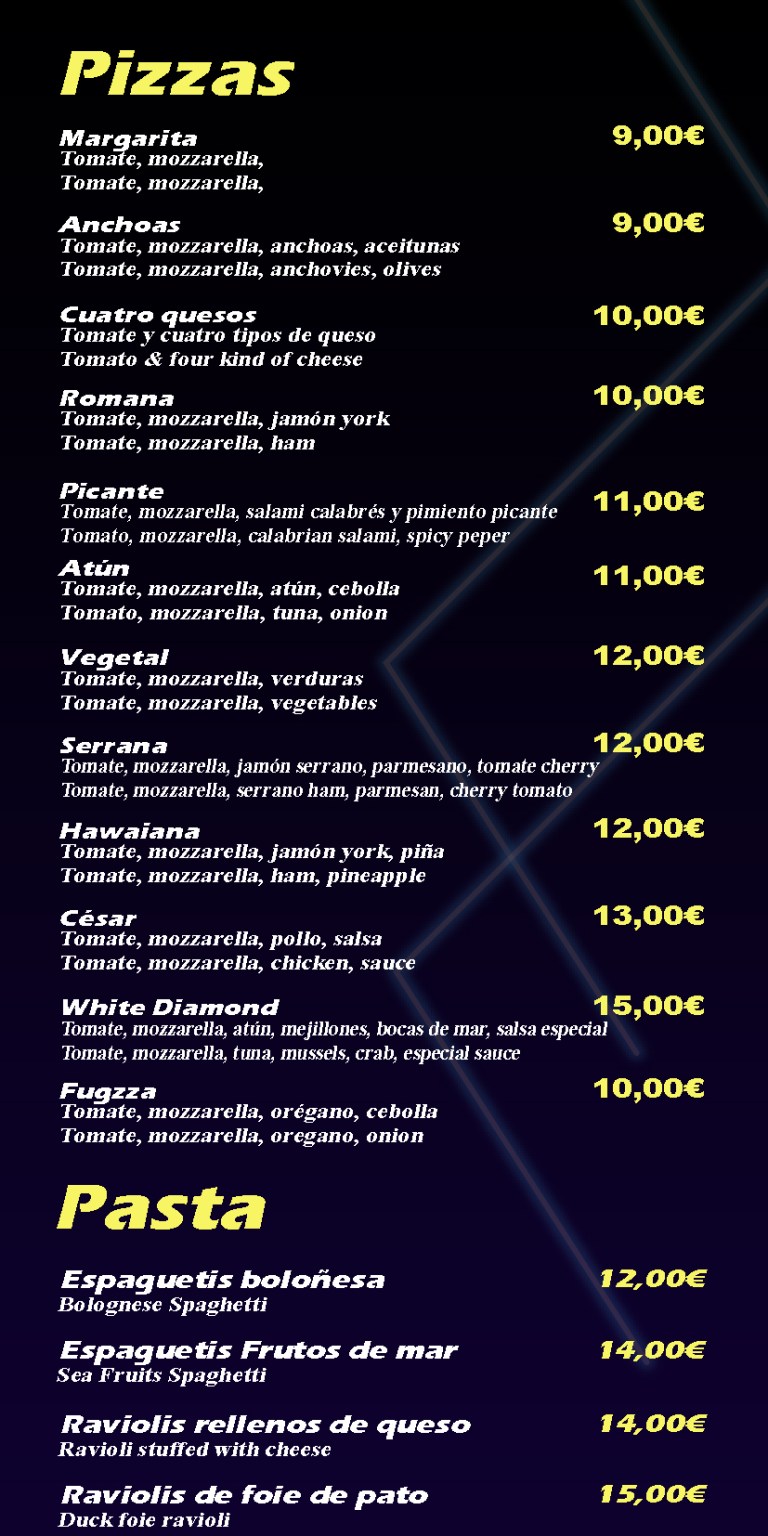 Pizzas
Margarita 9,00€
Tomate, mozzarella,
Tomate, mozzarella,
Anchoas 9,00€
Tomate, mozzarella, anchoas, aceitunas
Tomate, mozzarella, anchovies, olives
Cuatro quesos 10,00€
Tomate y cuatro tipos de queso
Tomato & four kind of cheese
Romana 10,00€
Tomate, mozzarella, jamón york
Tomate, mozzarella, ham
Picante 11,00€
Tomate, mozzarella, salami calabrés y pimiento picante
Tomato, mozzarella, calabrian salami, spicy peper
Atún 11,00€
Tomate, mozzarella, atún, cebolla
Tomato, mozzarella, tuna, onion
Vegetal 12,00€
Tomate, mozzarella, verduras
Tomate, mozzarella, vegetables
Serrana 12,00€
Tomate, mozzarella, jamón serrano, parmesano, tomate cherry
Tomate, mozzarella, serrano ham, parmesan, cherry tomato
Hawaiana 12,00€
Tomate, mozzarella, jamón york, piña
Tomate, mozzarella, ham, pineapple
César 13,00€
Tomate, mozzarella, pollo, salsa
Tomate, mozzarella, chicken, sauce
White Diamond 15,00€
Tomate, mozzarella, atún, mejillones, bocas de mar, salsa especial
Tomate, mozzarella, tuna, mussels, crab, especial sauce
Fugzza 10,00€
Tomate, mozzarella, orégano, cebolla
Tomate, mozzarella, oregano, onion
Pasta
Espaguetis boloñesa 12,00€
Bolognese Spaghetti
Espaguetis Frutos de mar 14,00€
Sea Fruits Spaghetti
Raviolis rellenos de queso 14,00€
Ravioli stuffed with cheese
Raviolis de foie de pato 15,00€
Duck foie ravioli